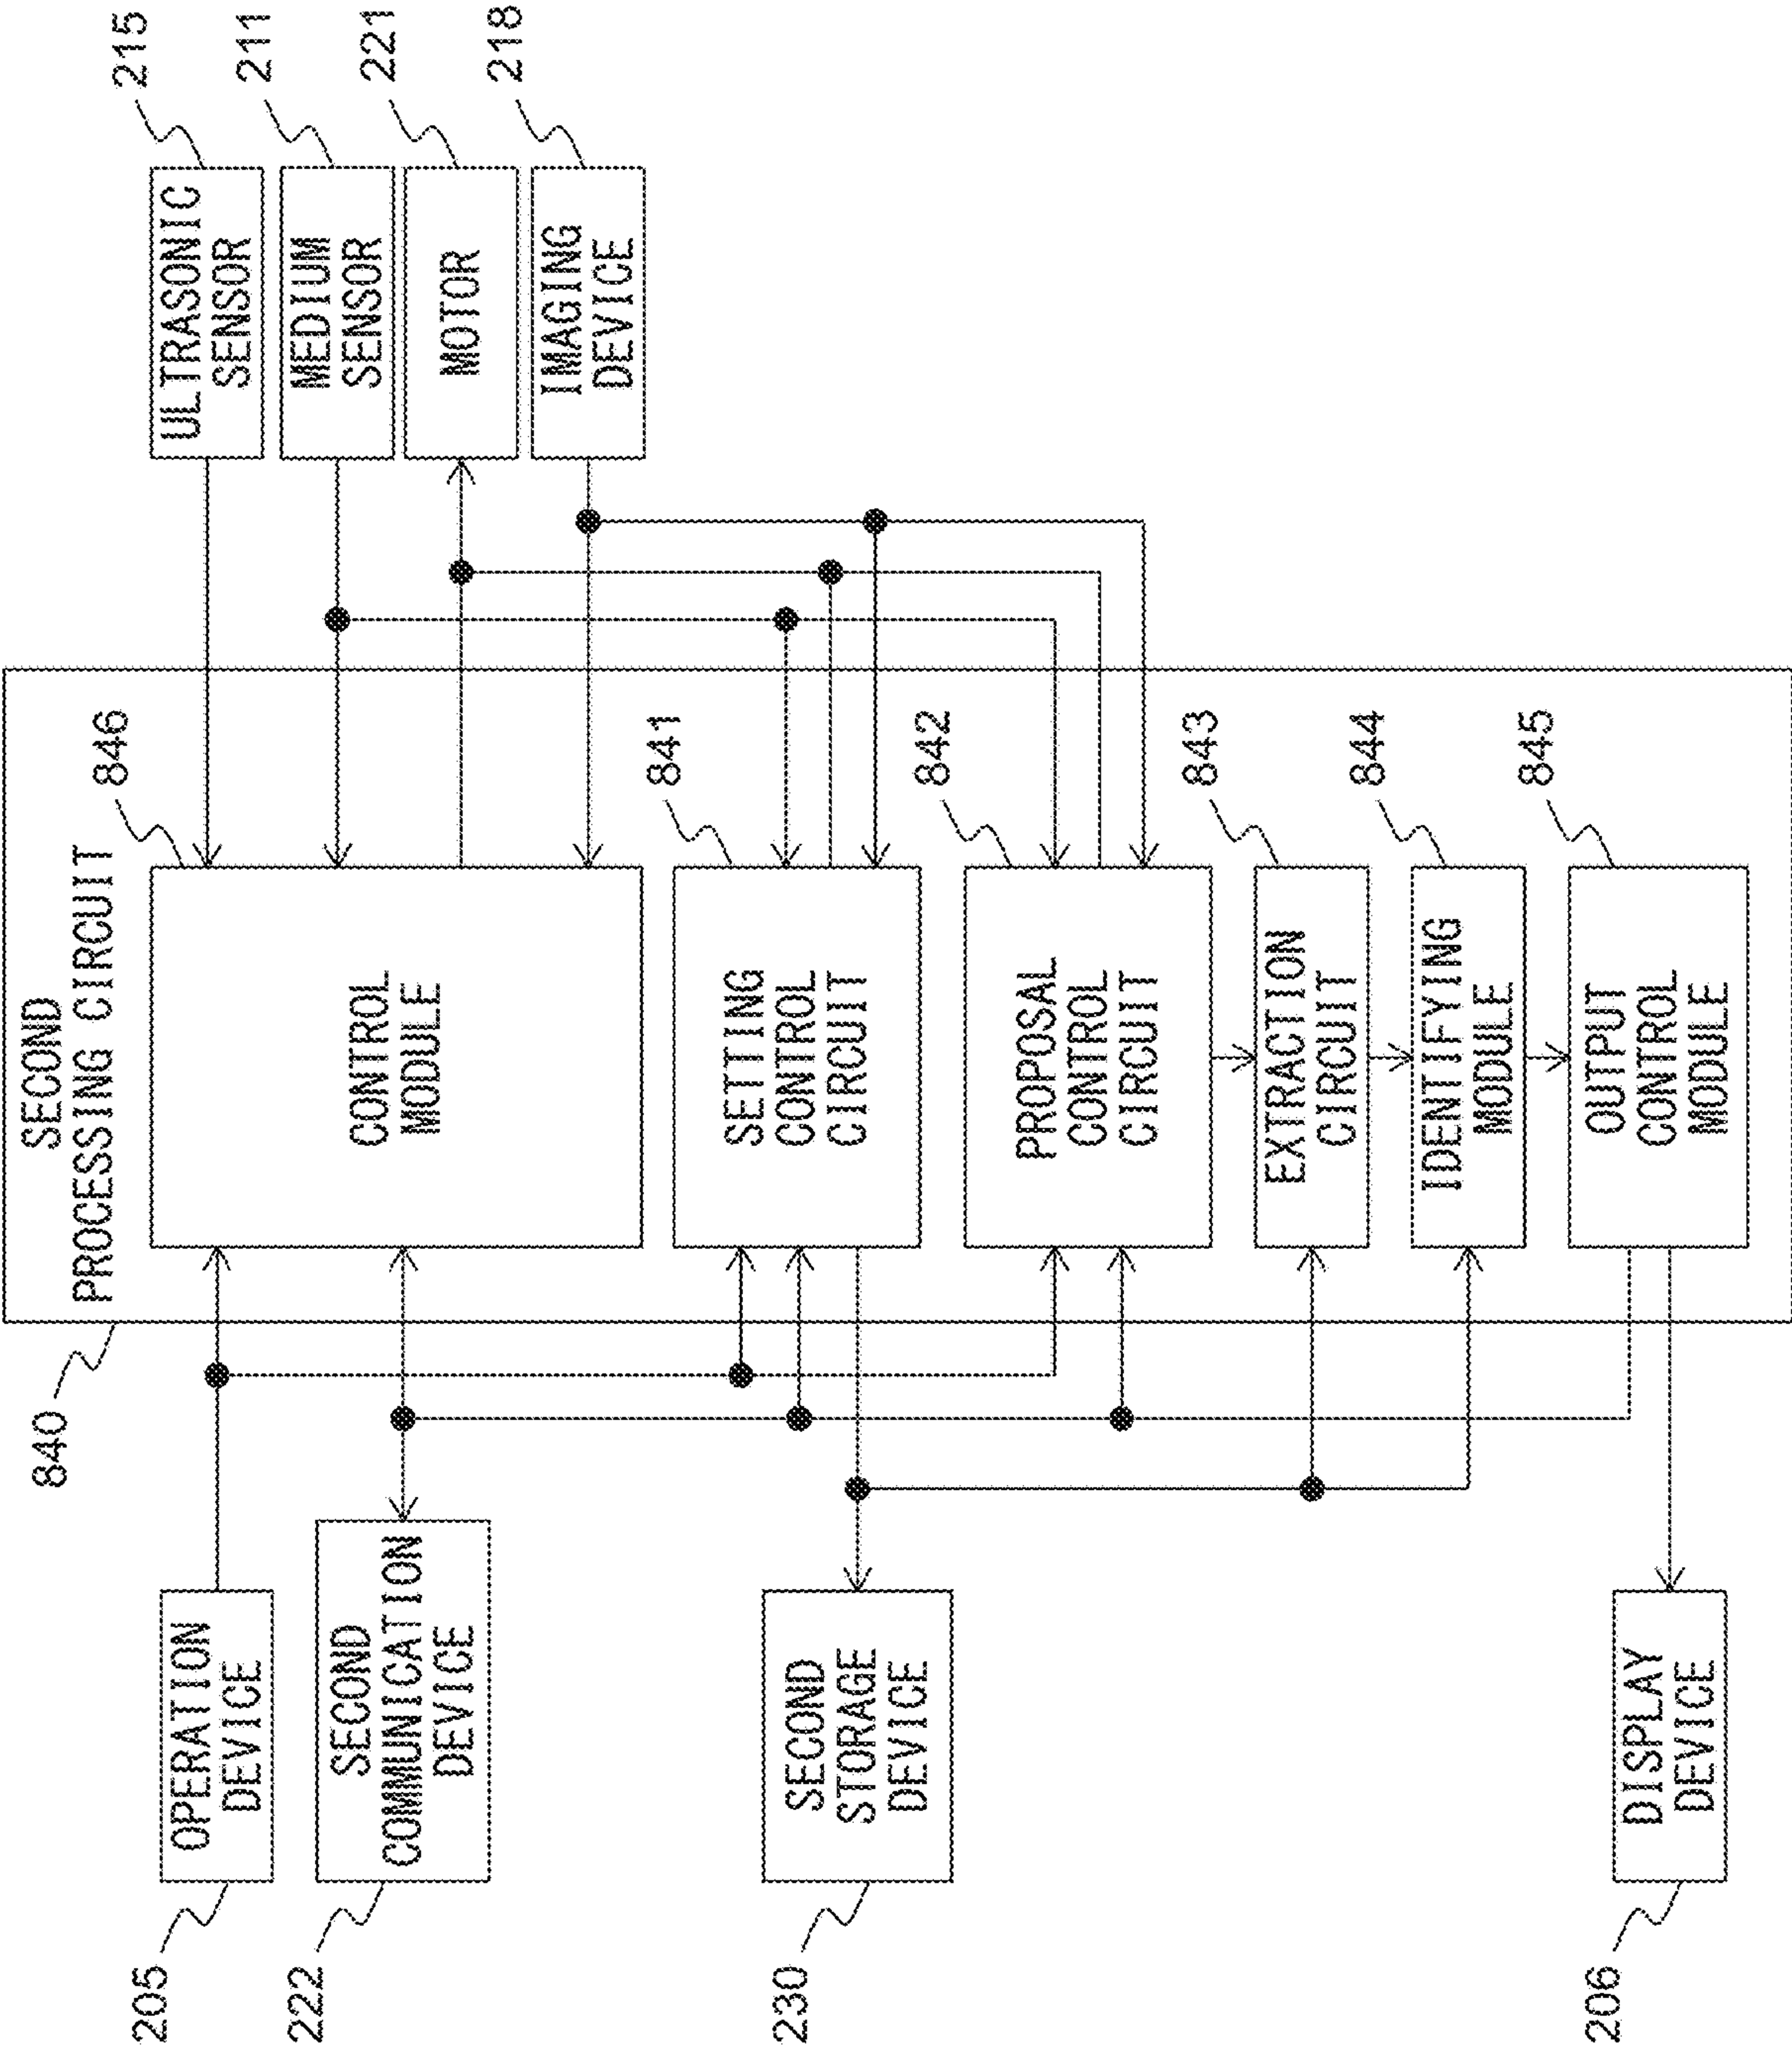 840
SECOND
PROCESSING CIRCUIT
205
OPERATION
DEVICE
846
CONTROL
MODULE
215
ULTRASONIC
SENSOR
222
SECOND
COMMUNICATION
DEVICE
211
MEDIUM
SENSOR
221
MOTOR
218
IMAGING
DEVICE
841
SETTING
CONTROL
CIRCUIT
230
SECOND
STORAGE
DEVICE
842
PROPOSAL
CONTROL
CIRCUIT
843
EXTRACTION
CIRCUIT
844
IDENTIFYING
MODULE
845
OUTPUT
CONTROL
MODULE
206
DISPLAY
DEVICE